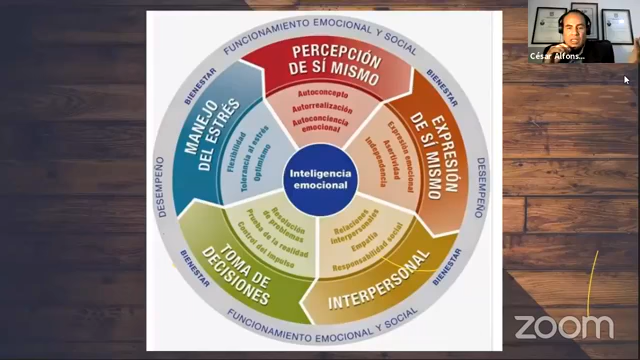 FUNCIONAMIENTO EMOCIONAL Y SOCIAL
BIENESTAR
BIENESTAR
PERCEPCIÓN
DE SÍ MISMO
Autoconcepto
Autorrealización
Autoconciencia
emocional
EXPRESIÓN
DE SÍ MISMO
Expresión emocional
Asertividad
Independencia
MANEJO
DEL ESTRÉS
Flexibilidad
Tolerancia al estrés
Optimismo
Inteligencia
emocional
DESEMPEÑO
DESEMPEÑO
TOMA DE
DECISIONES
Resolución
de problemas
Prueba de la realidad
Control del impulso
INTERPERSONAL
Relaciones
interpersonales
Empatía
Responsabilidad social
BIENESTAR
BIENESTAR
FUNCIONAMIENTO EMOCIONAL Y SOCIAL
César Alfons...
zoom